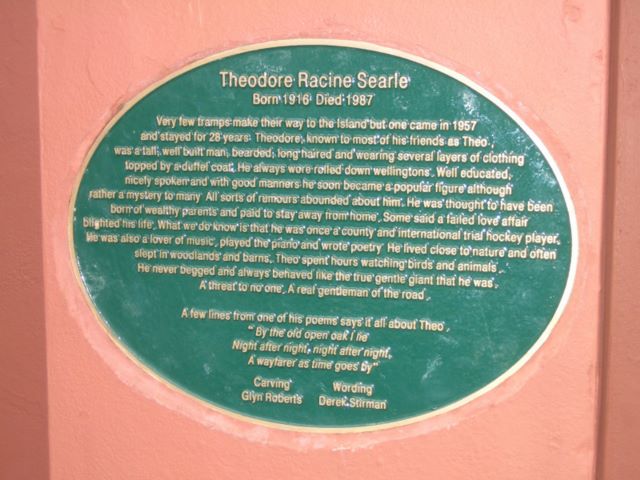 Theodore Racine Searle
Born 1916 Died 1987
Very few tramps make their way to the Island but one came in 1957
and stayed for 28 years. Theodore, known to most of his friends as Theo,
was a tall, well built man, bearded, long haired and wearing several layers of clothing
topped by a duffel coat. He always wore rolled down wellingtons. Well educated,
nicely spoken and with good manners he soon became a popular figure although
rather a mystery to many. All sorts of rumours abounded about him. He was thought to have been
born of wealthy parents and paid to stay away from home. Some said a failed love affair
blighted his life. What we do know is that he was once a county and international trial hockey player.
He was also a lover of music, played the piano and wrote poetry. He lived close to nature and often
slept in woodlands and barns. Theo spent hours watching birds and animals.
He never begged and always behaved like the true gentle giant that he was.
A threat to no one. A real gentleman of the road.
A few lines from one of his poems says it all about Theo.
" By the old open oak I lie
Night after night, night after night,
A wayfarer as time goes by"
Carving Wording
Glyn Roberts Derek Stirman